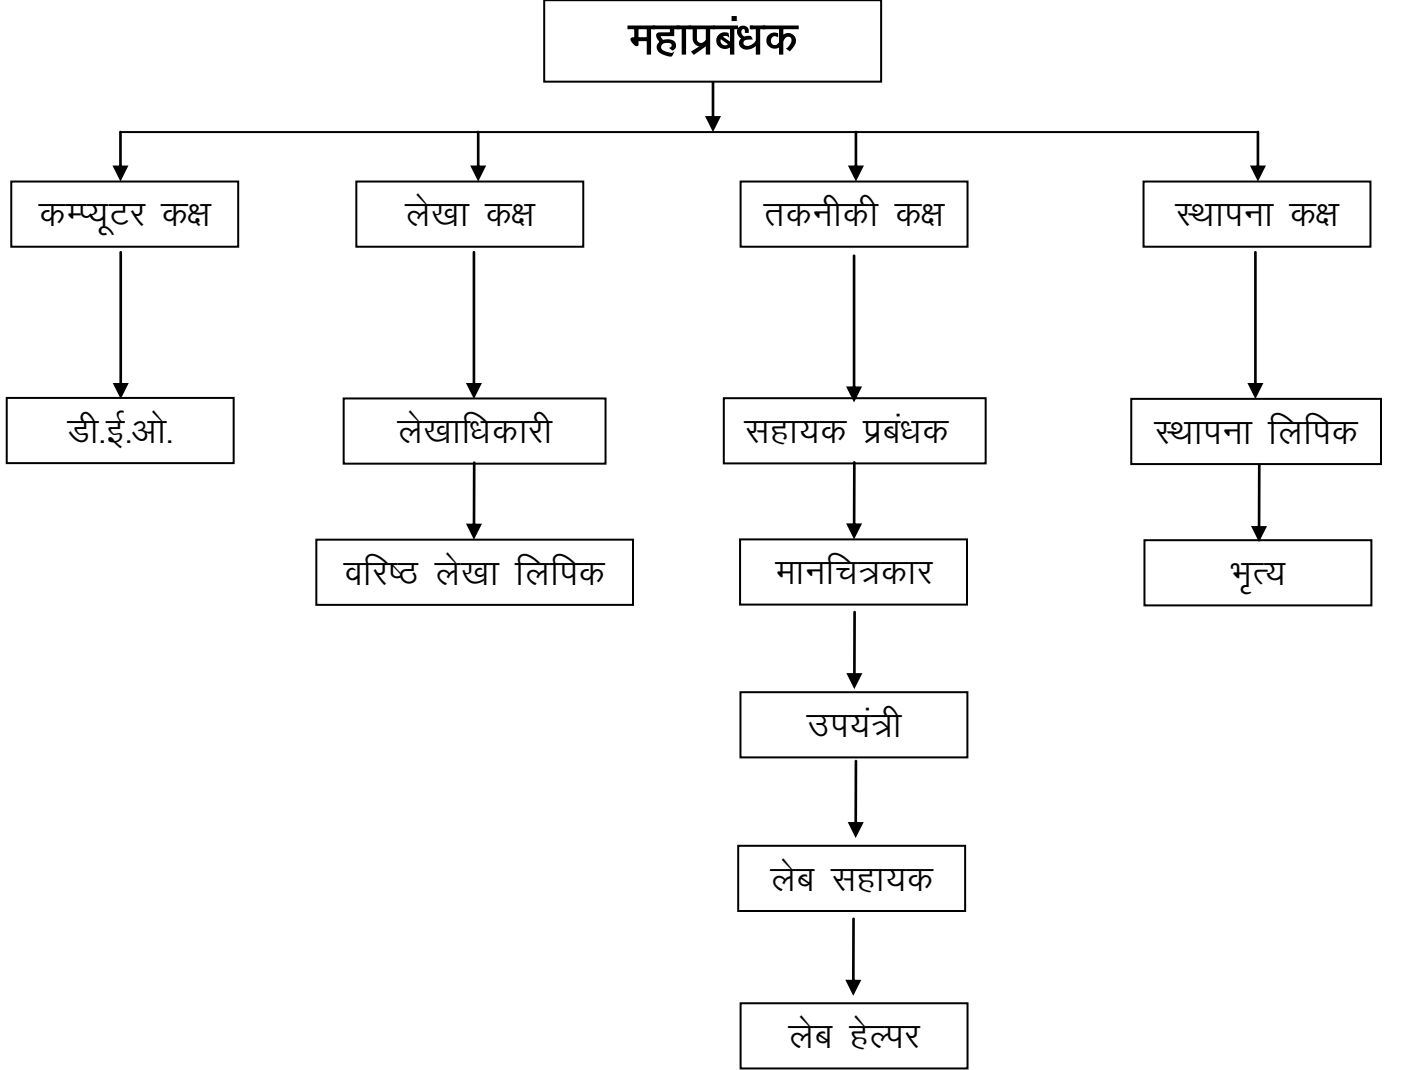 महाप्रबंधक
कम्प्यूटर कक्ष
लेखा कक्ष
तकनीकी कक्ष
स्थापना कक्ष
डी.ई.ओ.
लेखाधिकारी
सहायक प्रबंधक
स्थापना लिपिक
वरिष्ठ लेखा लिपिक
मानचित्रकार
भृत्य
उपयंत्री
लेब सहायक
लेब हेल्पर